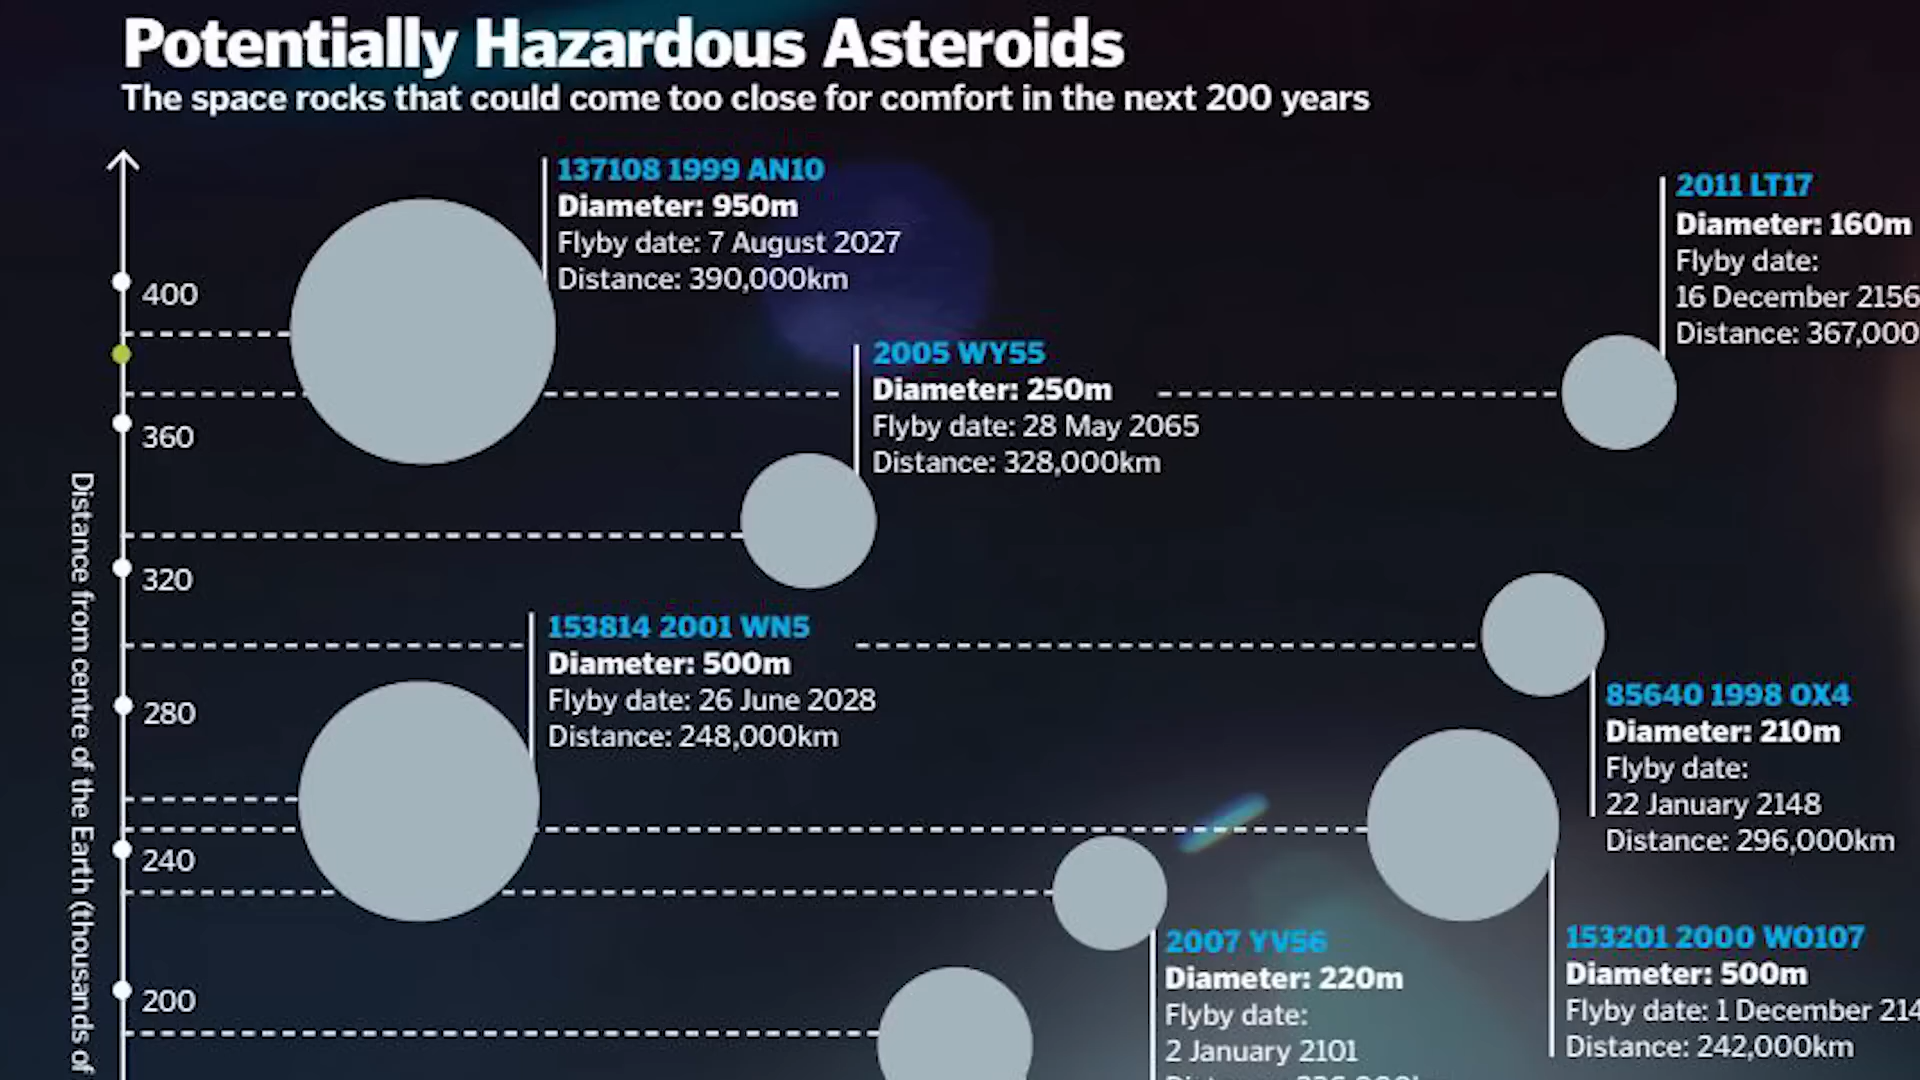 Potentially Hazardous Asteroids
The space rocks that could come too close for comfort in the next 200 years
137108 1999 AN10
Diameter: 950m
Flyby date: 7 August 2027
Distance: 390,000km
2011 LT17
Diameter: 160m
Flyby date:
16 December 2156
Distance: 367,000
400
2005 WY55
Diameter: 250m
Flyby date: 28 May 2065
Distance: 328,000km
360
320
153814 2001 WN5
Diameter: 500m
Flyby date: 26 June 2028
Distance: 248,000km
280
85640 1998 OX4
Diameter: 210m
Flyby date:
22 January 2148
Distance: 296,000km
240
2007 YV56
Diameter: 220m
Flyby date:
2 January 2101
153201 2000 WO107
Diameter: 500m
Flyby date: 1 December 214
Distance: 242,000km
200
Distance from centre of the Earth (thousands of